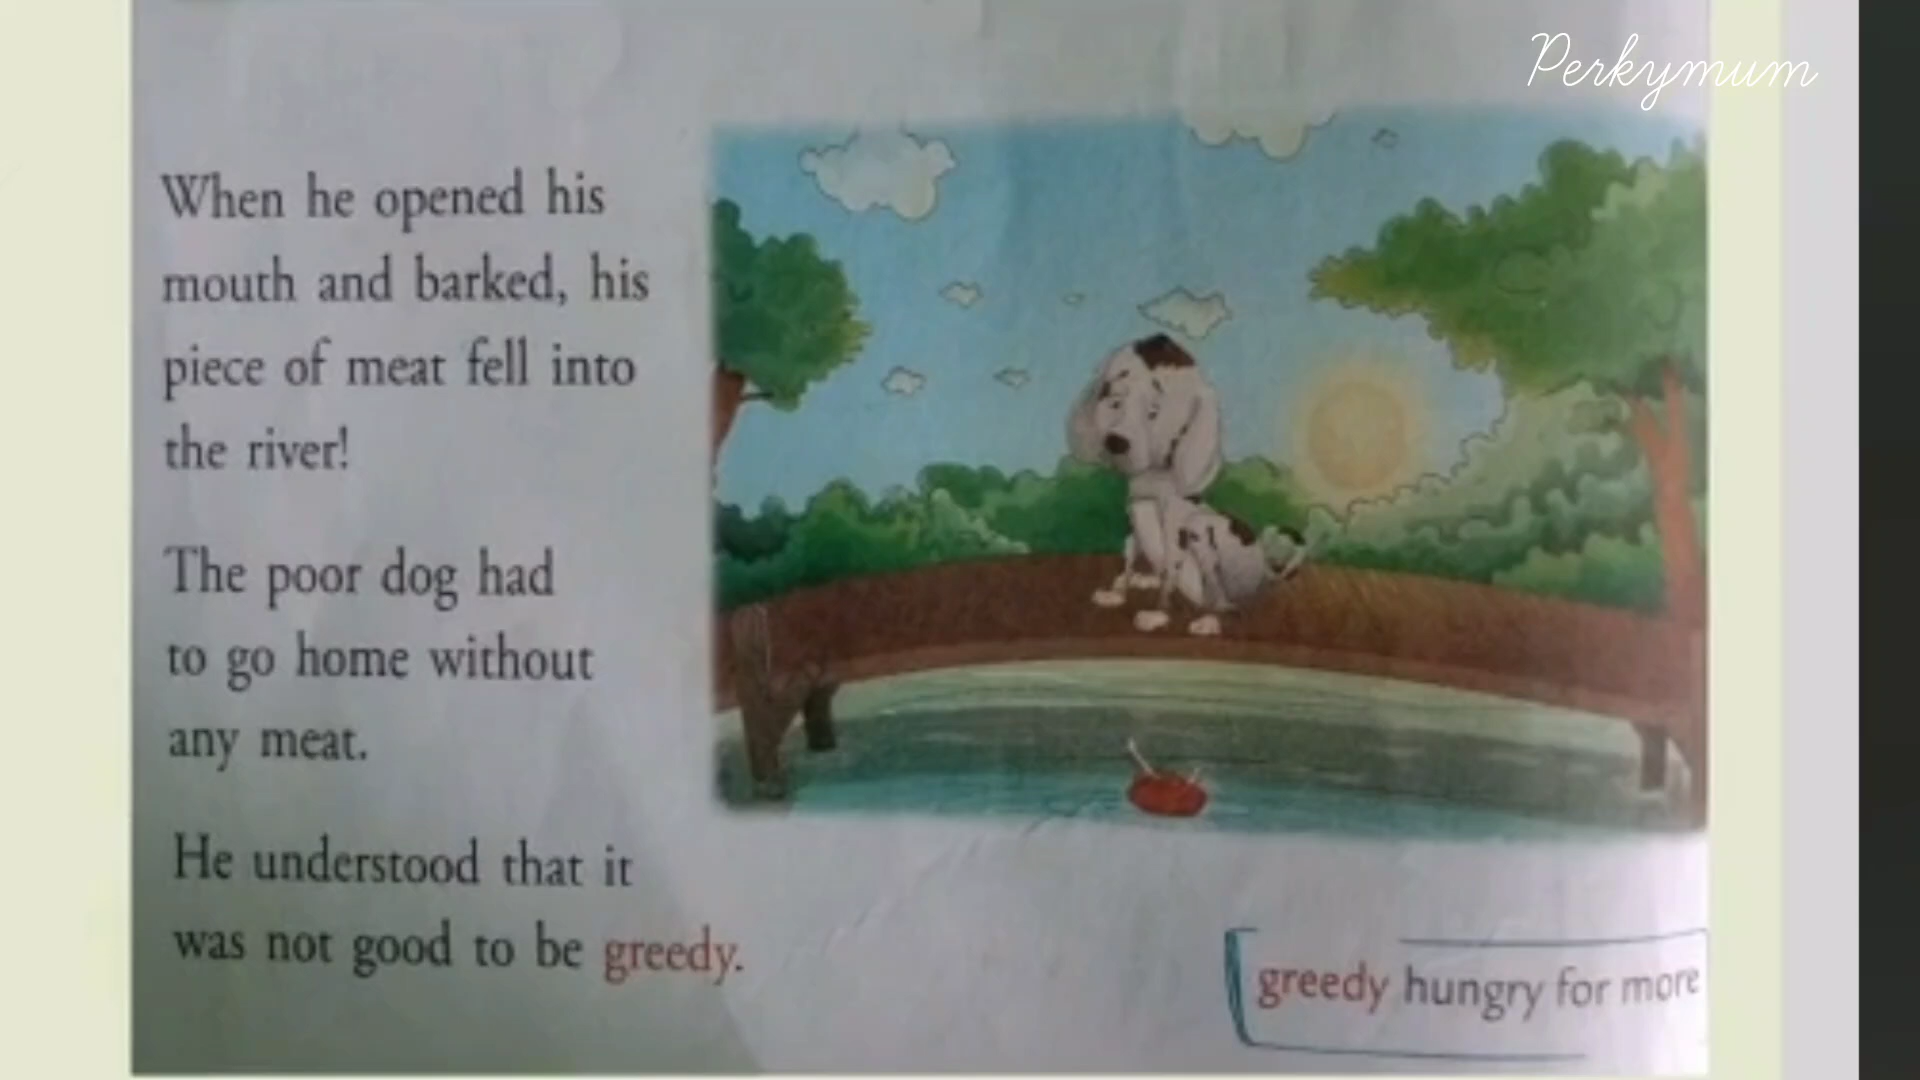 Perkymum
When he opened his
mouth and barked, his
piece of meat fell into
the river!
The poor dog had
to go home without
any meat.
He understood that it
was not good to be greedy.
greedy hungry for more